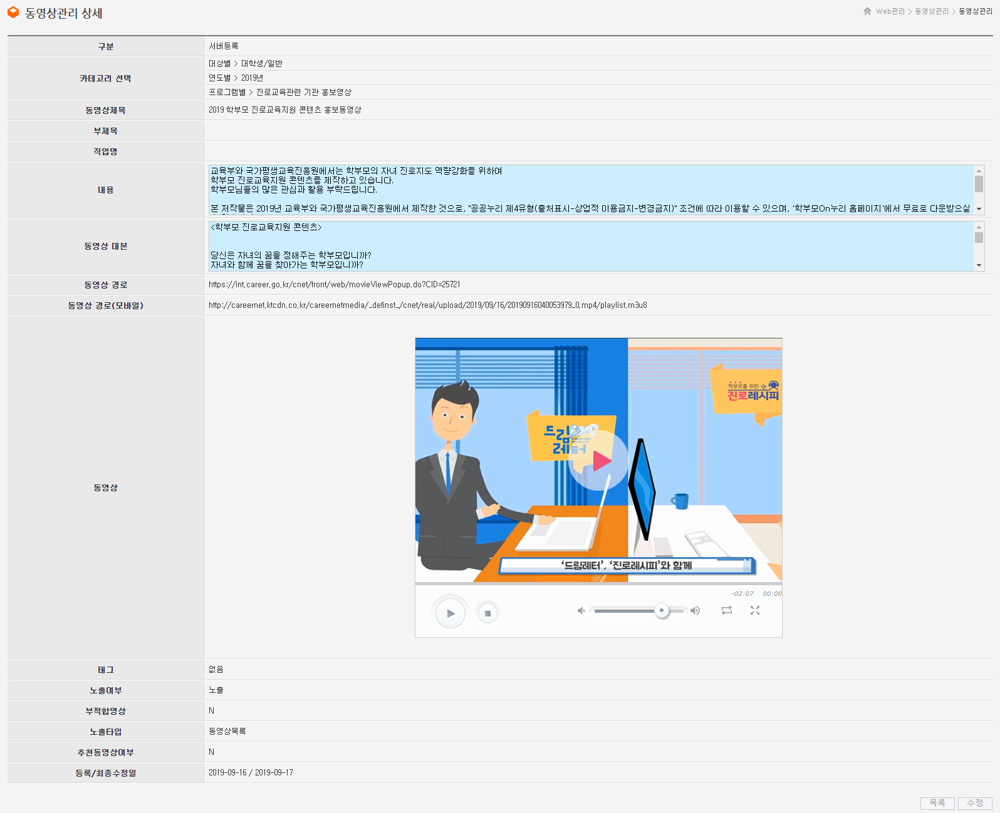 동영상관리 상세
Web관리 > 동영상관리 > 동영상관리
구분
서버등록
카테고리 선택
대상별 > 대학생/일반
연도별 > 2019년
프로그램별 > 진로교육관련 기관 홍보영상
동영상제목
2019 학부모 진로교육지원 콘텐츠 홍보동영상
부제목
직업명
내용
교육부와 국가평생교육진흥원에서는 학부모의 자녀 진로지도 역량강화를 위하여
학부모 진로교육지원 콘텐츠를 제작하고 있습니다.
학부모님들의 많은 관심과 활용 부탁드립니다.
본 저작물은 2019년 교육부와 국가평생교육진흥원에서 제작한 것으로, "공공누리 제4유형(출처표시-상업적 이용금지-변경금지)" 조건에 따라 이용할 수 있으며, '학부모On누리 홈페이지'에서 무료로 다운받으실
동영상 대본
<학부모 진로교육지원 콘텐츠>
당신은 자녀의 꿈을 정해주는 학부모입니까?
자녀와 함께 꿈을 찾아가는 학부모입니까?
동영상 경로
https://int.career.go.kr/cnet/front/web/movieViewPopup.do?CID=25721
동영상 경로(모바일)
http://careernet.ktcdn.co.kr/careernetmedia/_definst_/cnet/real/upload/2019/09/16/20190916040053979_0.mp4/playlist.m3u8
동영상
학부모를 위한
진로레시피
드림
레터
'드림레터', '진로레시피'와 함께
-02:07 00:00
태그
없음
노출여부
노출
부적합영상
N
노출타입
동영상목록
추천동영상여부
N
등록/최종수정일
2019-09-16 / 2019-09-17
목록
수정